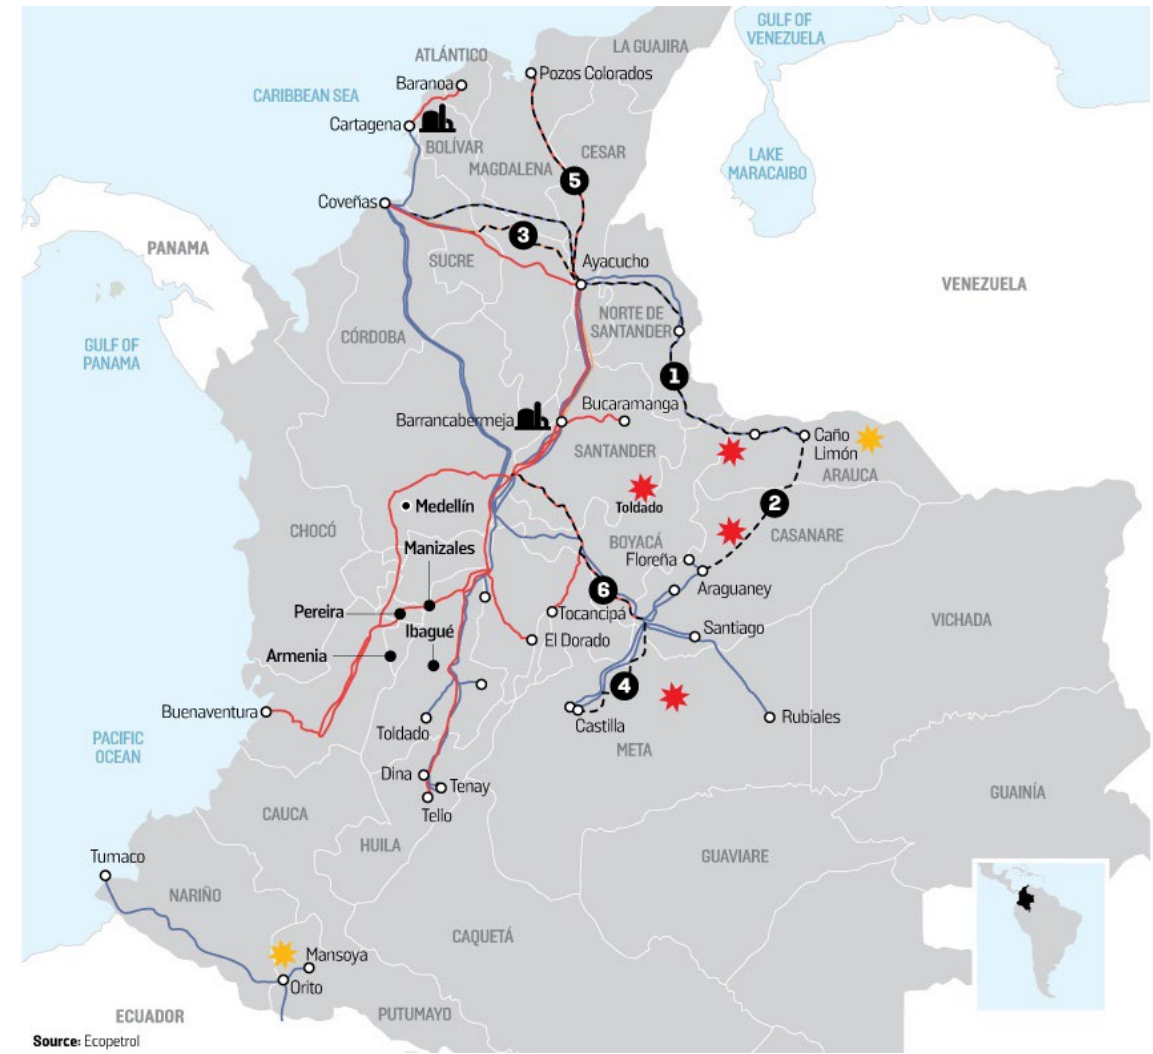 GULF OF
VENEZUELA
LA GUAJIRA
ATLÁNTICO
Pozos Colorados
Baranoa
CARIBBEAN SEA
Cartagena
BOLÍVAR
CESAR
LAKE
MARACAIBO
MAGDALENA
5
Coveñas
3
PANAMA
SUCRE
Ayacucho
VENEZUELA
NORTE DE
SANTANDER
CÓRDOBA
GULF OF
PANAMA
1
Bucaramanga
Barrancabermeja
Caño
Limón
SANTANDER
ARAUCA
Toldado
2
Medellín
CHOCÓ
CASANARE
BOYACÁ
Manizales
Floreña
Araguaney
6
Pereira
Tocancipá
Ibagué
Santiago
VICHADA
El Dorado
Armenia
4
Buenaventura
Rubiales
Castilla
Toldado
PACIFIC
OCEAN
META
Dina
Tenay
Tello
GUAINÍA
CAUCA
HUILA
GUAVIARE
Tumaco
NARIÑO
CAQUETÁ
Mansoya
Orito
ECUADOR
PUTUMAYO
Source: Ecopetrol